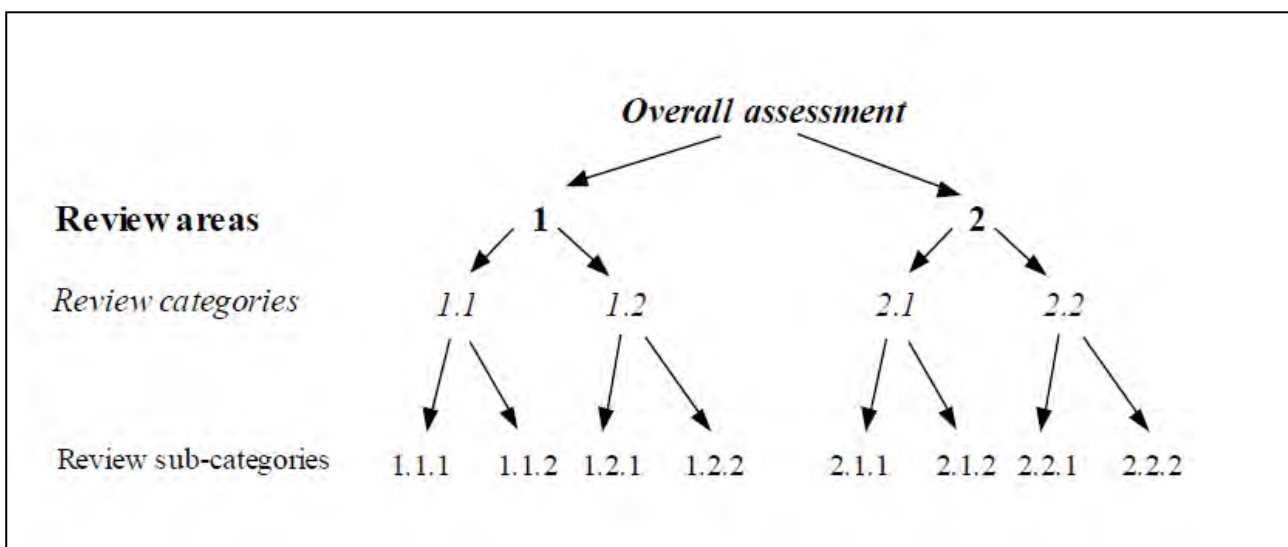 Overall assessment
Review areas 1 2
Review categories 1.1 1.2 2.1 2.2
Review sub-categories 1.1.1 1.1.2 1.2.1 1.2.2 2.1.1 2.1.2 2.2.1 2.2.2